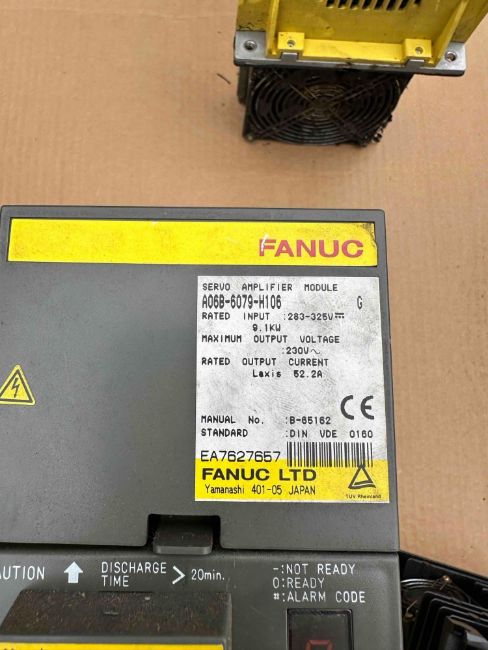 FANUC
SERVO AMPLIFIER MODULE
A06B-6079-H106 G
RATED INPUT :283-325V⎓
9.1KW
MAXIMUM OUTPUT VOLTAGE
:230V~
RATED OUTPUT CURRENT
Laxis 52.2A
MANUAL No. :B-65162
STANDARD :DIN VDE 0160
CE
EA7627657
FANUC LTD
Yamanashi 401-05 JAPAN
TUV Rheinland
AUTION DISCHARGE TIME > 20min.
-:NOT READY
0:READY
#:ALARM CODE